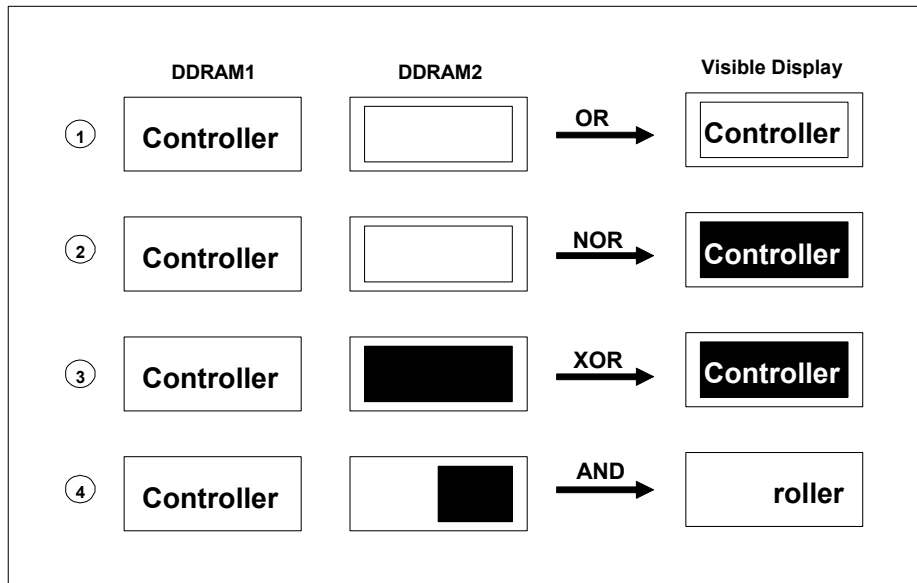 DDRAM1 DDRAM2 Visible Display
1 Controller OR Controller
2 Controller NOR Controller
3 Controller XOR Controller
4 Controller AND roller